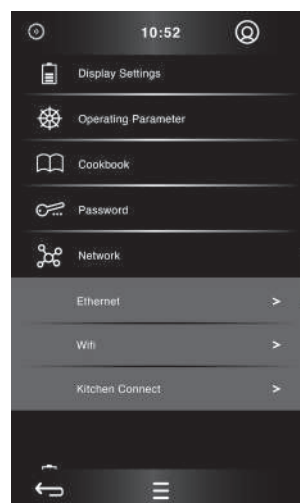 10:52
Display Settings
Operating Parameter
Cookbook
Password
Network
Ethernet >
Wifi >
Kitchen Connect >